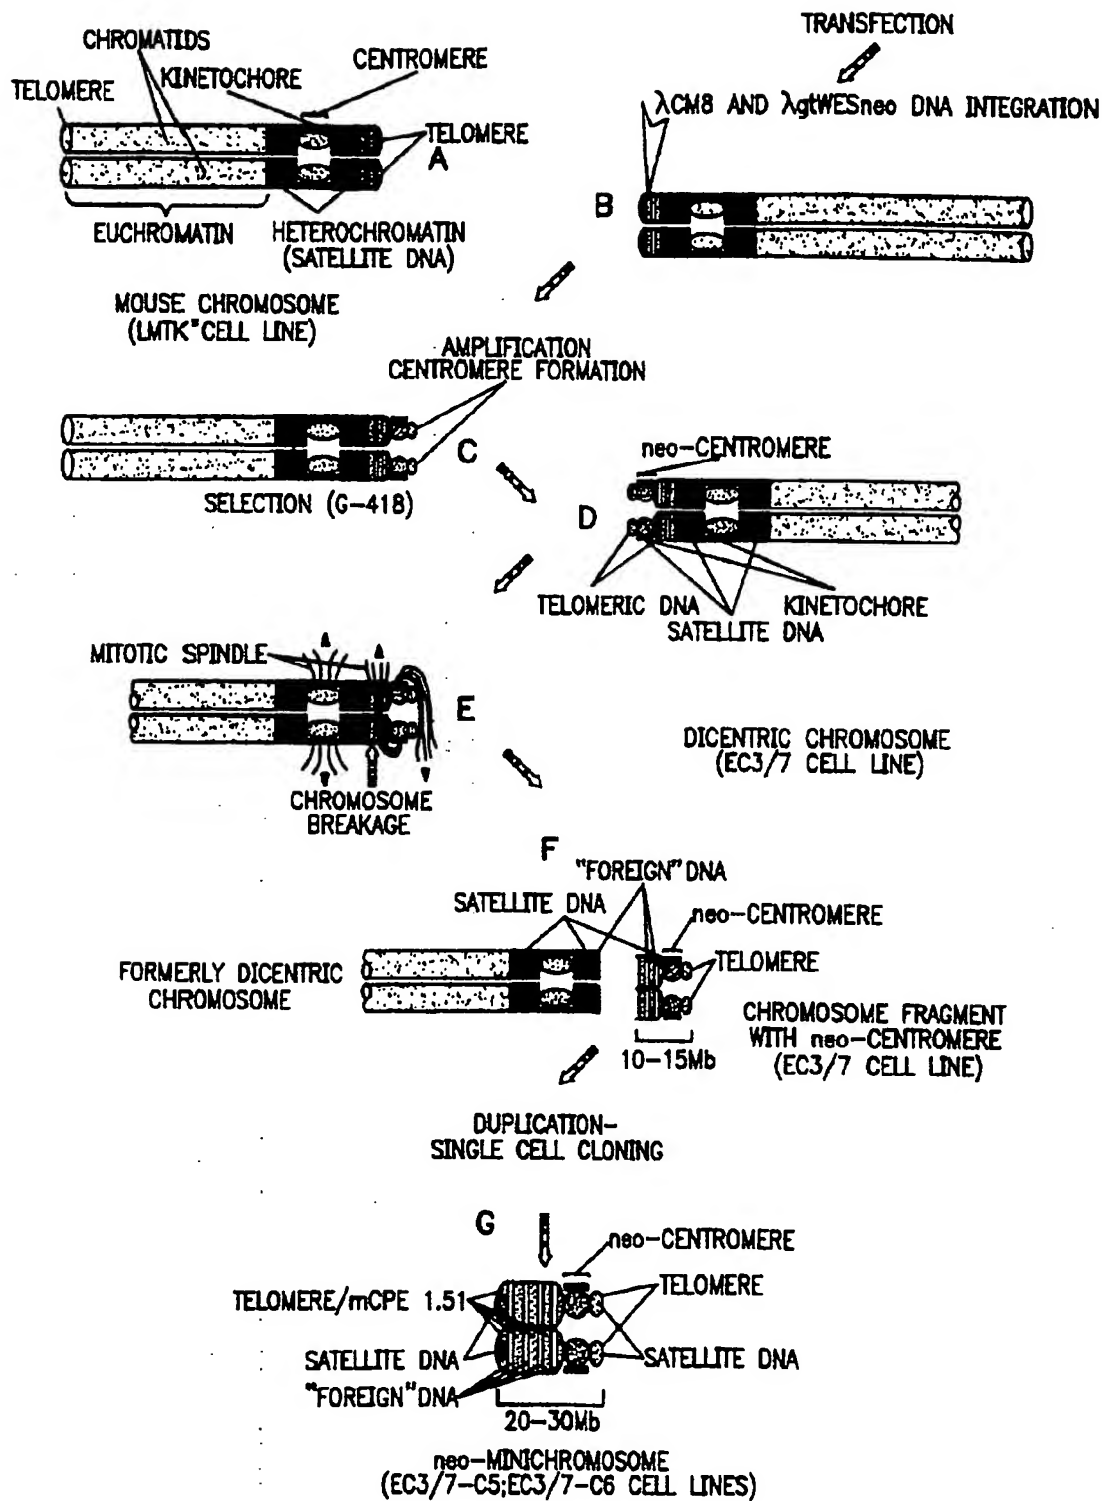 CHROMATIDS
KINETOCHORE
CENTROMERE
TELOMERE
TELOMERE
A
EUCHROMATIN
HETEROCHROMATIN
(SATELLITE DNA)
MOUSE CHROMOSOME
(LMTK⁻ CELL LINE)
TRANSFECTION
λCM8 AND λgtWESneo DNA INTEGRATION
B
AMPLIFICATION
CENTROMERE FORMATION
C
SELECTION (G-418)
neo-CENTROMERE
D
TELOMERIC DNA
KINETOCHORE
SATELLITE DNA
MITOTIC SPINDLE
E
CHROMOSOME
BREAKAGE
DICENTRIC CHROMOSOME
(EC3/7 CELL LINE)
F
"FOREIGN" DNA
SATELLITE DNA
neo-CENTROMERE
FORMERLY DICENTRIC
CHROMOSOME
TELOMERE
10-15Mb
CHROMOSOME FRAGMENT
WITH neo-CENTROMERE
(EC3/7 CELL LINE)
DUPLICATION-
SINGLE CELL CLONING
G
neo-CENTROMERE
TELOMERE/mCPE 1.51
TELOMERE
SATELLITE DNA
SATELLITE DNA
"FOREIGN" DNA
20-30Mb
neo-MINICHROMOSOME
(EC3/7-C5;EC3/7-C6 CELL LINES)